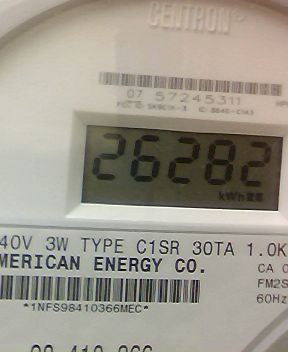 CENTRON
07 57245311
26282
kWh
40V 3W TYPE C1SR 30TA 1.0K
MERICAN ENERGY CO.
CA 0
FM2S
60Hz
*1NFS98410366MEC*